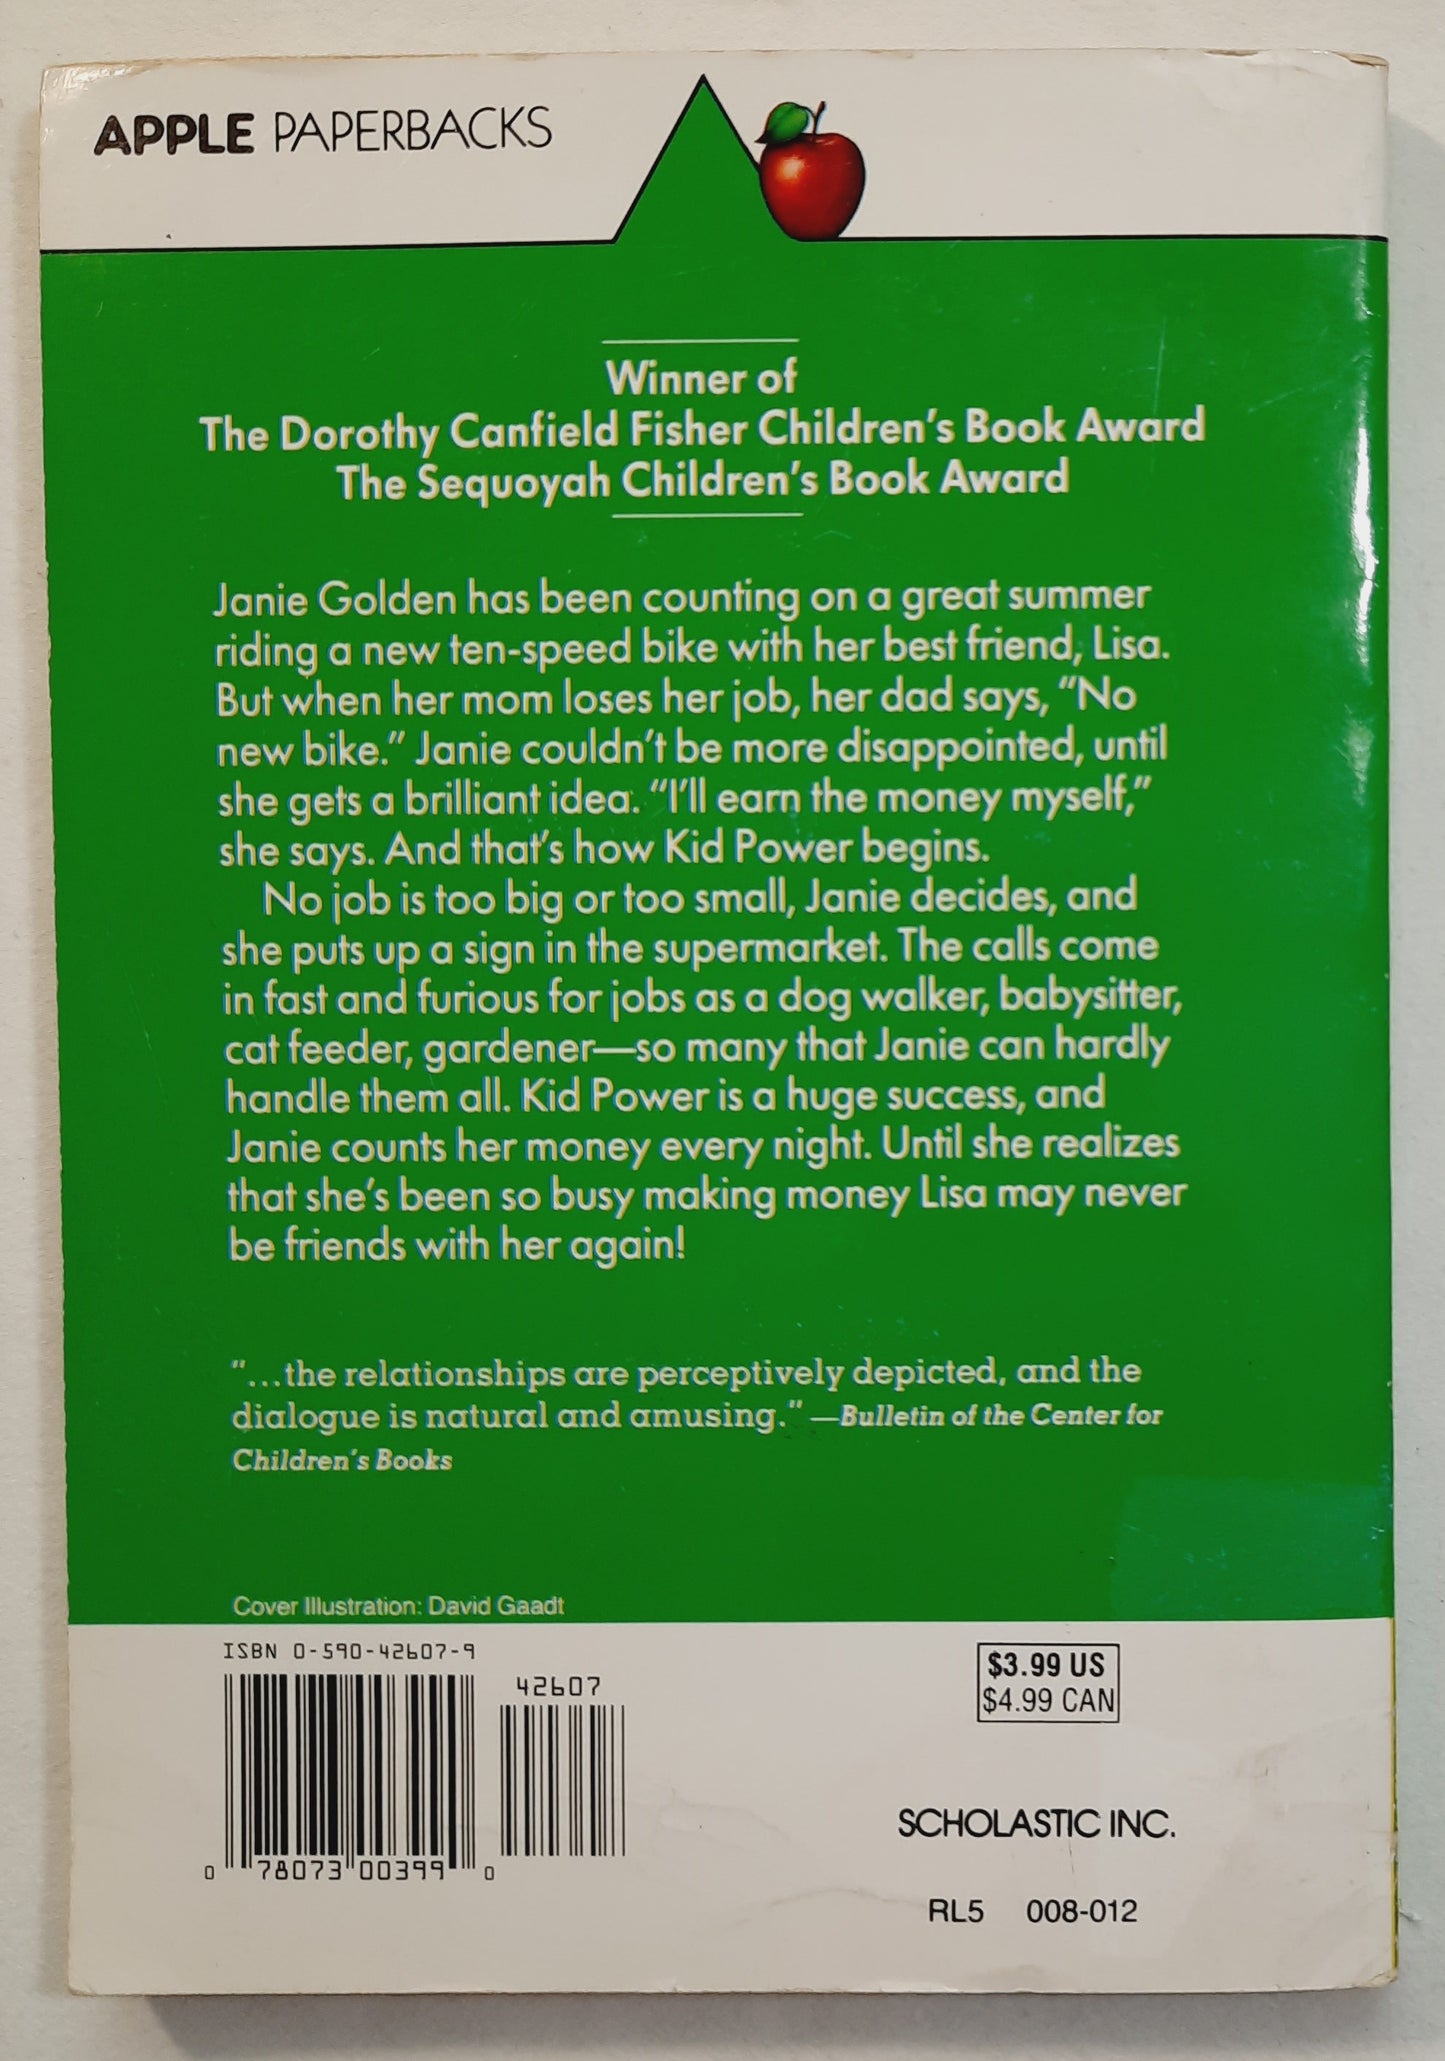 APPLE PAPERBACKS
Winner of
The Dorothy Canfield Fisher Children's Book Award
The Sequoyah Children's Book Award
Janie Golden has been counting on a great summer
riding a new ten-speed bike with her best friend, Lisa.
But when her mom loses her job, her dad says, "No
new bike." Janie couldn't be more disappointed, until
she gets a brilliant idea. "I'll earn the money myself,"
she says. And that's how Kid Power begins.
No job is too big or too small, Janie decides, and
she puts up a sign in the supermarket. The calls come
in fast and furious for jobs as a dog walker, babysitter,
cat feeder, gardener—so many that Janie can hardly
handle them all. Kid Power is a huge success, and
Janie counts her money every night. Until she realizes
that she's been so busy making money Lisa may never
be friends with her again!
"...the relationships are perceptively depicted, and the
dialogue is natural and amusing." —Bulletin of the Center for
Children's Books
Cover Illustration: David Gaadt
ISBN 0-590-42607-9
42607
0 78073 00399 0
$3.99 US
$4.99 CAN
SCHOLASTIC INC.
RL5 008-012